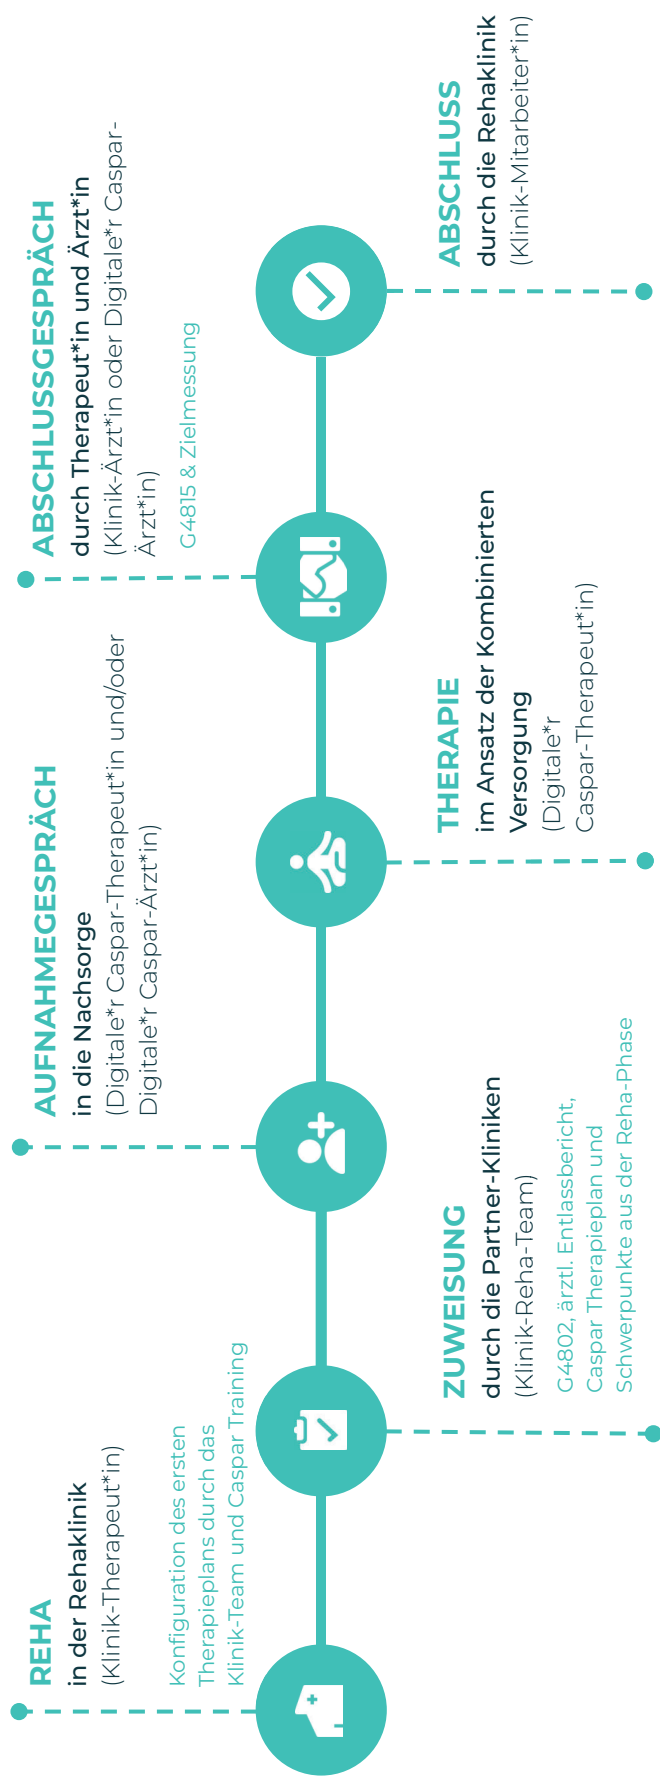 REHA
in der Rehaklinik
(Klinik-Therapeut*in)
Konfiguration des ersten
Therapieplans durch das
Klinik-Team und Caspar Training
ZUWEISUNG
durch die Partner-Kliniken
(Klinik-Reha-Team)
G4802, ärztl. Entlassbericht,
Caspar Therapieplan und
Schwerpunkte aus der Reha-Phase
AUFNAHMEGESPRÄCH
in die Nachsorge
(Digitale*r Caspar-Therapeut*in und/oder
Digitale*r Caspar-Ärzt*in)
THERAPIE
im Ansatz der Kombinierten
Versorgung
(Digitale*r
Caspar-Therapeut*in)
ABSCHLUSSGESPRÄCH
durch Therapeut*in und Ärzt*in
(Klinik-Ärzt*in oder Digitale*r Caspar-
Ärzt*in)
G4815 & Zielmessung
ABSCHLUSS
durch die Rehaklinik
(Klinik-Mitarbeiter*in)